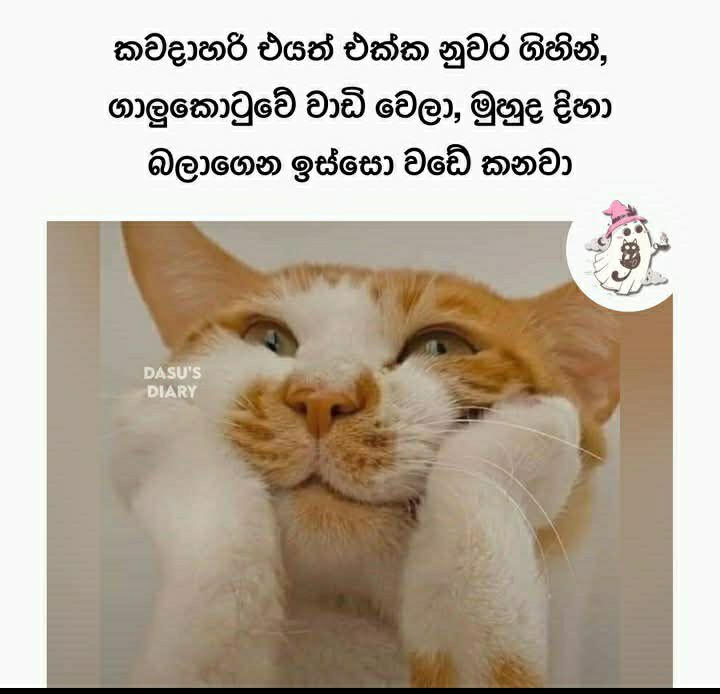 කවදාහරි එයත් එක්ක නුවර ගිහින්,
ගාලුකොටුවේ වාඩි වෙලා, මුහුද දිහා
බලාගෙන ඉස්සො වඩේ කනවා
DASU'S
DIARY